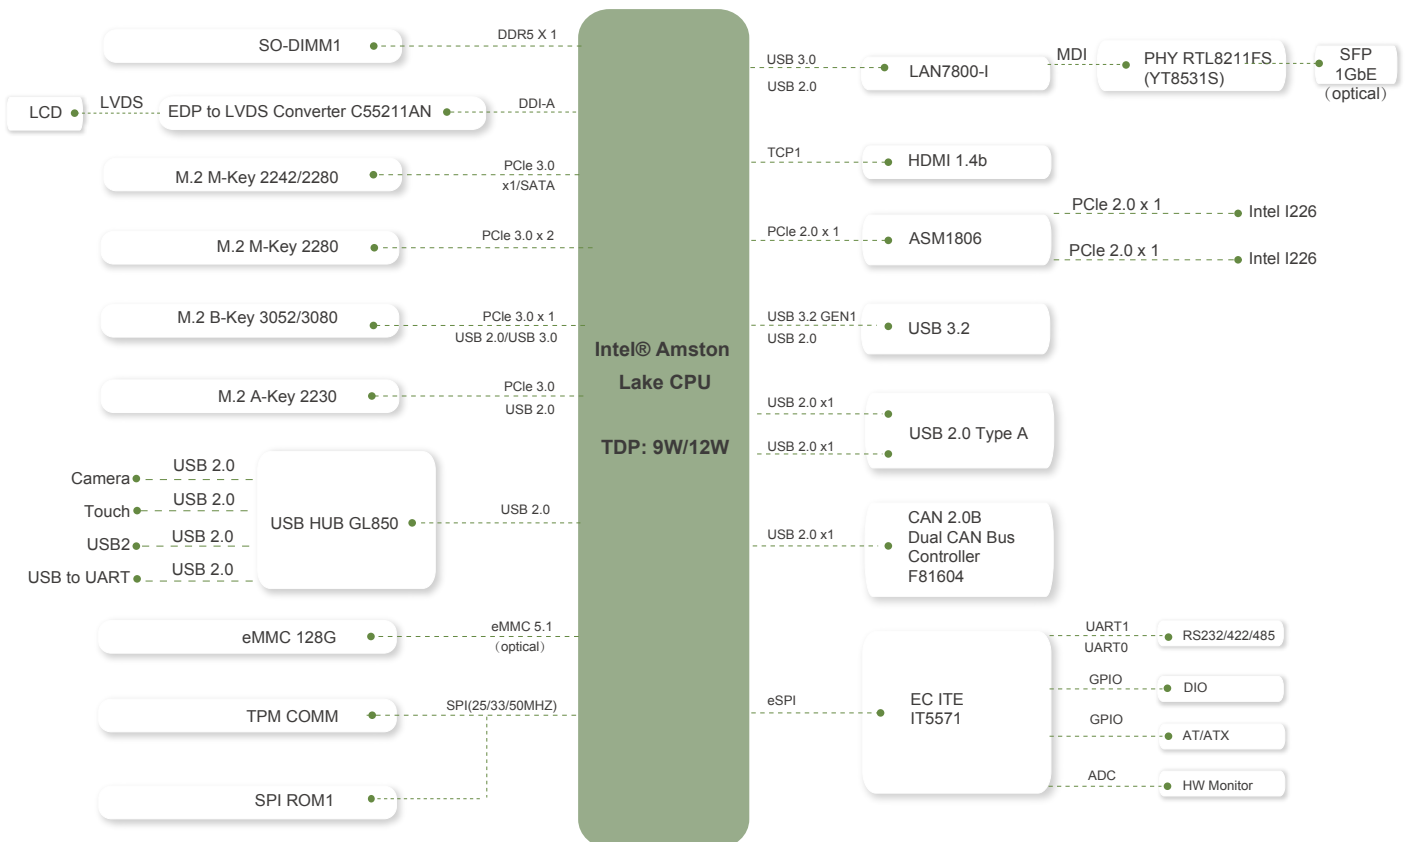 SO-DIMM1
DDR5 X 1
LCD
LVDS
EDP to LVDS Converter C55211AN
DDI-A
M.2 M-Key 2242/2280
PCIe 3.0
x1/SATA
M.2 M-Key 2280
PCIe 3.0 x 2
M.2 B-Key 3052/3080
PCIe 3.0 x 1
USB 2.0/USB 3.0
M.2 A-Key 2230
PCIe 3.0
USB 2.0
Camera
USB 2.0
Touch
USB 2.0
USB2
USB 2.0
USB to UART
USB 2.0
USB HUB GL850
USB 2.0
eMMC 128G
eMMC 5.1
（optical）
TPM COMM
SPI(25/33/50MHZ)
SPI ROM1
Intel® Amston
Lake CPU
TDP: 9W/12W
USB 3.0
USB 2.0
LAN7800-I
MDI
PHY RTL8211FS
(YT8531S)
SFP
1GbE
（optical）
TCP1
HDMI 1.4b
PCIe 2.0 x 1
ASM1806
PCIe 2.0 x 1
Intel I226
PCIe 2.0 x 1
Intel I226
USB 3.2 GEN1
USB 2.0
USB 3.2
USB 2.0 x1
USB 2.0 x1
USB 2.0 Type A
USB 2.0 x1
CAN 2.0B
Dual CAN Bus
Controller
F81604
eSPI
EC ITE
IT5571
UART1
UART0
RS232/422/485
GPIO
DIO
GPIO
AT/ATX
ADC
HW Monitor